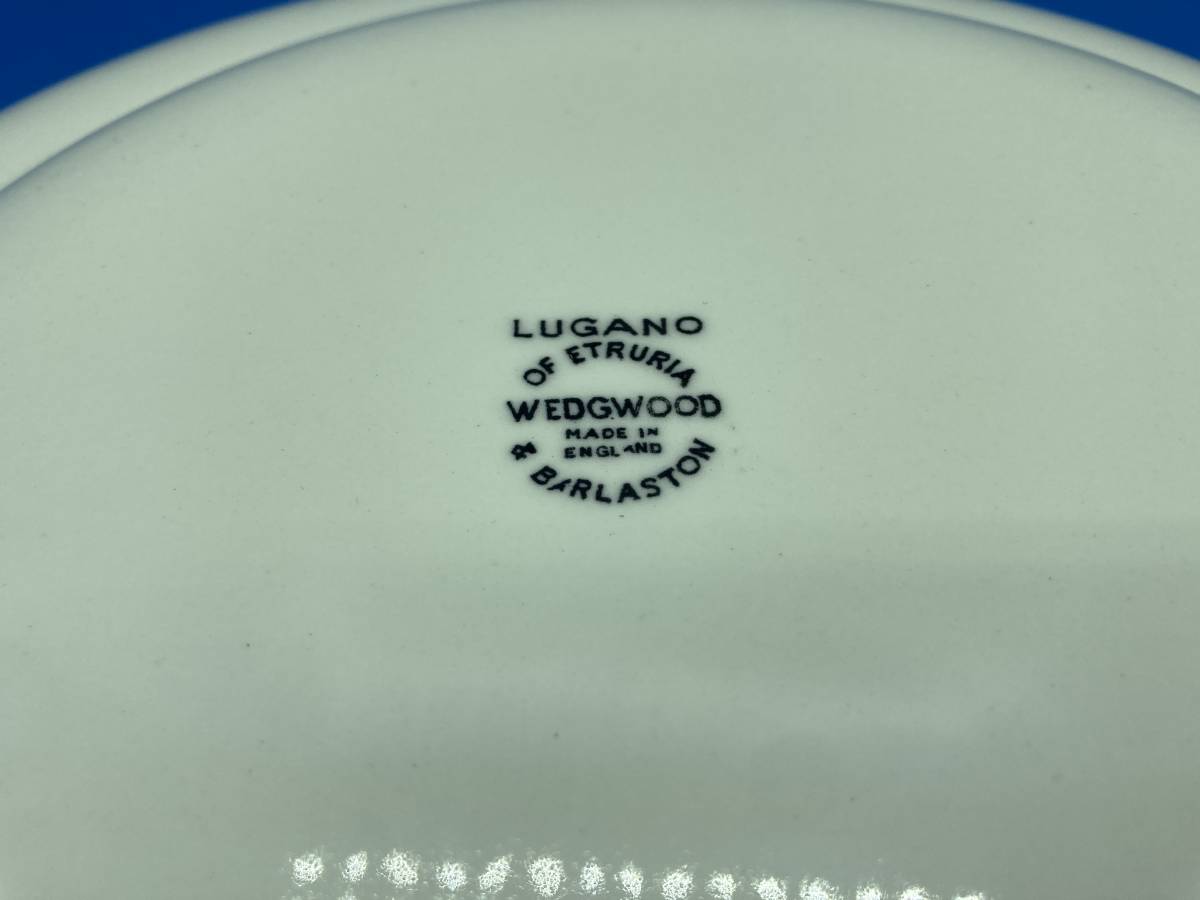 LUGANO
OF ETRURIA
WEDGWOOD
MADE IN
ENGLAND
& BARLASTON